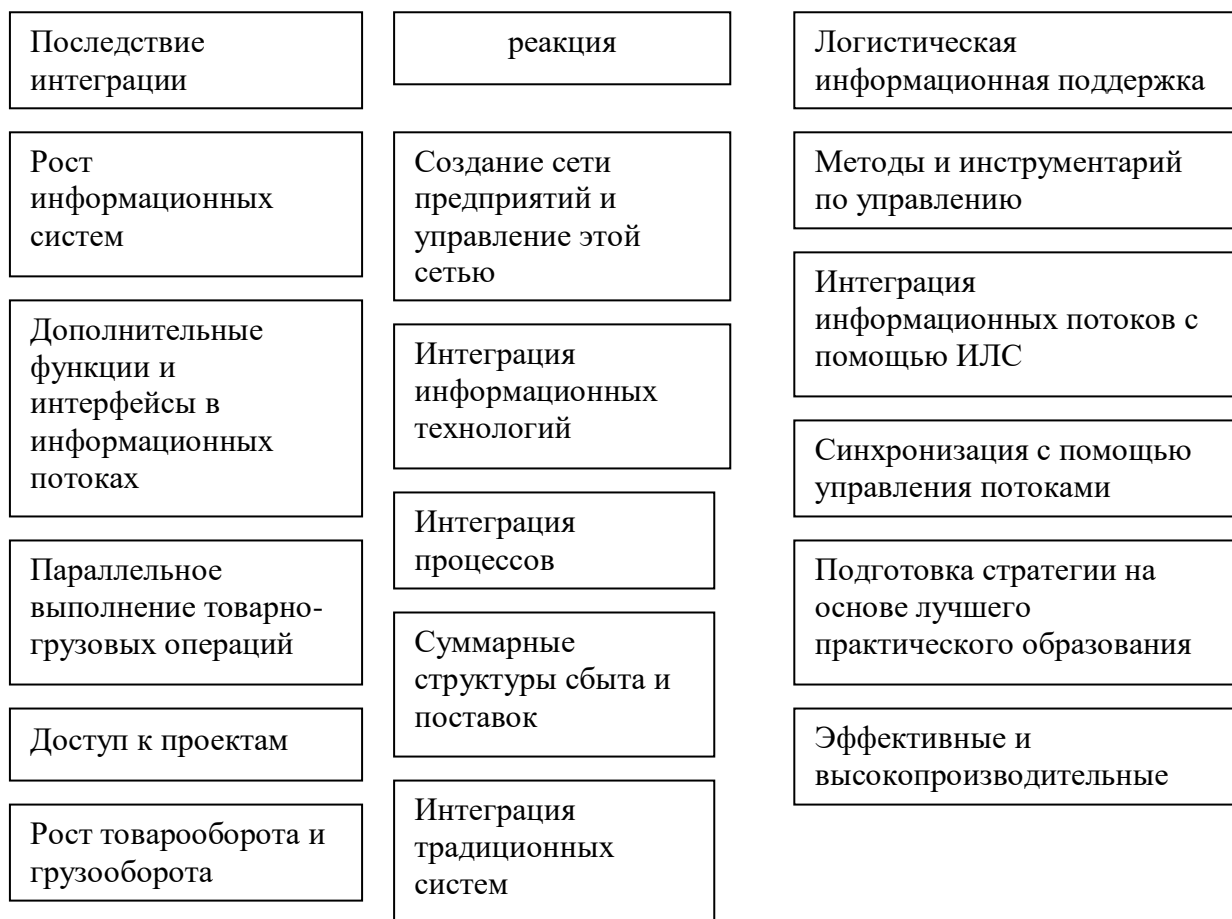 Последствие
интеграции
Рост
информационных
систем
Дополнительные
функции и
интерфейсы в
информационных
потоках
Параллельное
выполнение товарно-
грузовых операций
Доступ к проектам
Рост товарооборота и
грузооборота
реакция
Создание сети
предприятий и
управление этой
сетью
Интеграция
информационных
технологий
Интеграция
процессов
Суммарные
структуры сбыта и
поставок
Интеграция
традиционных
систем
Логистическая
информационная поддержка
Методы и инструментарий
по управлению
Интеграция
информационных потоков с
помощью ИЛС
Синхронизация с помощью
управления потоками
Подготовка стратегии на
основе лучшего
практического образования
Эффективные и
высокопроизводительные